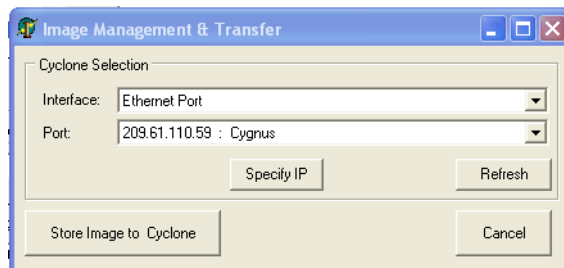 Image Management & Transfer
Cyclone Selection
Interface: Ethernet Port
Port: 209.61.110.59 : Cygnus
Specify IP Refresh
Store Image to Cyclone Cancel